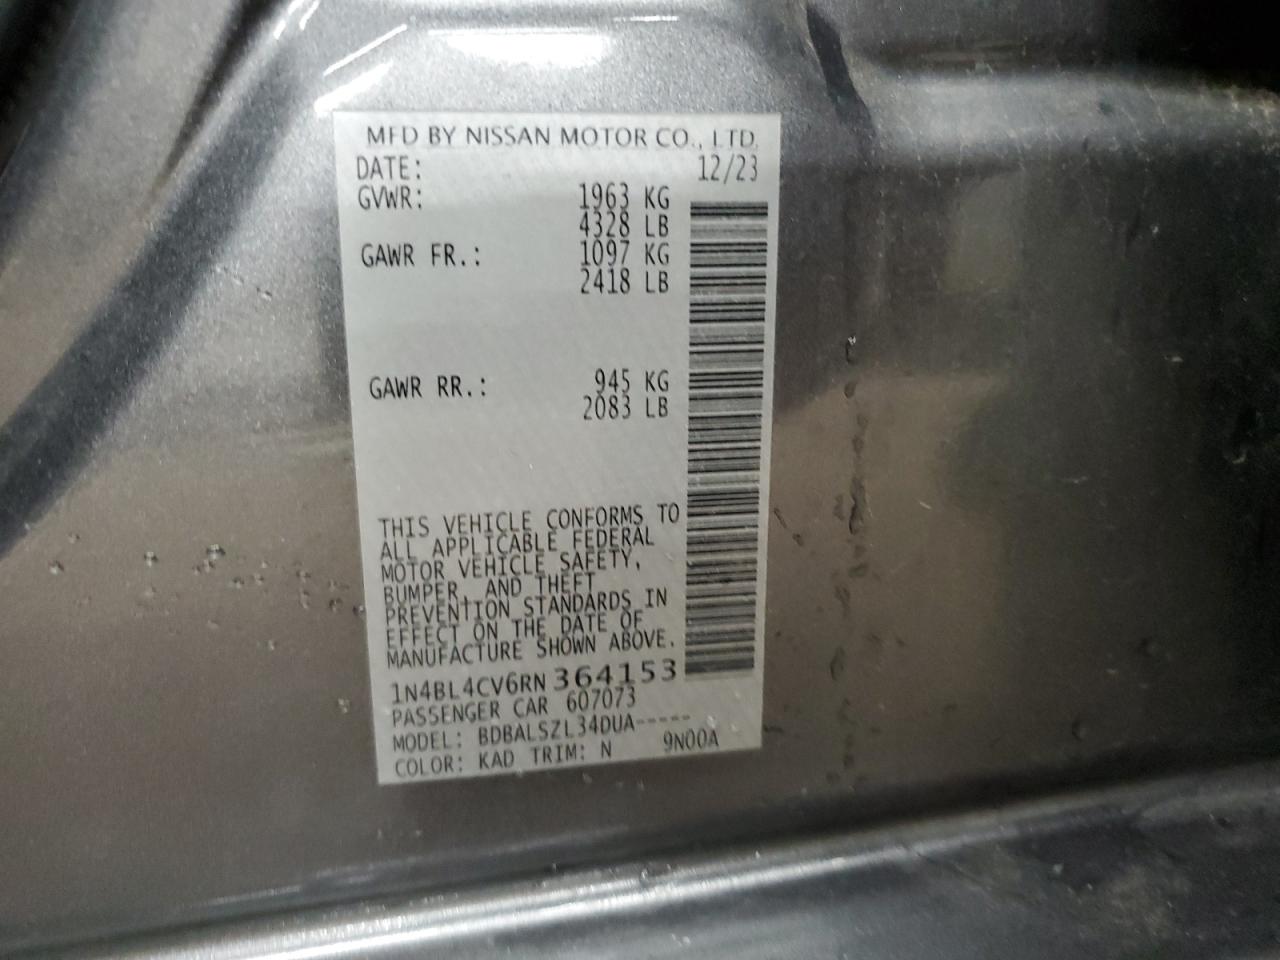 MFD BY NISSAN MOTOR CO., LTD.
DATE: 12/23
GVWR: 1963 KG
4328 LB
GAWR FR.: 1097 KG
2418 LB
GAWR RR.: 945 KG
2083 LB
THIS VEHICLE CONFORMS TO
ALL APPLICABLE FEDERAL
MOTOR VEHICLE SAFETY,
BUMPER, AND THEFT
PREVENTION STANDARDS IN
EFFECT ON THE DATE OF
MANUFACTURE SHOWN ABOVE.
1N4BL4CV6RN364153
PASSENGER CAR 607073
MODEL: BDBALSZL34DUA-----
COLOR: KAD TRIM: N 9N00A